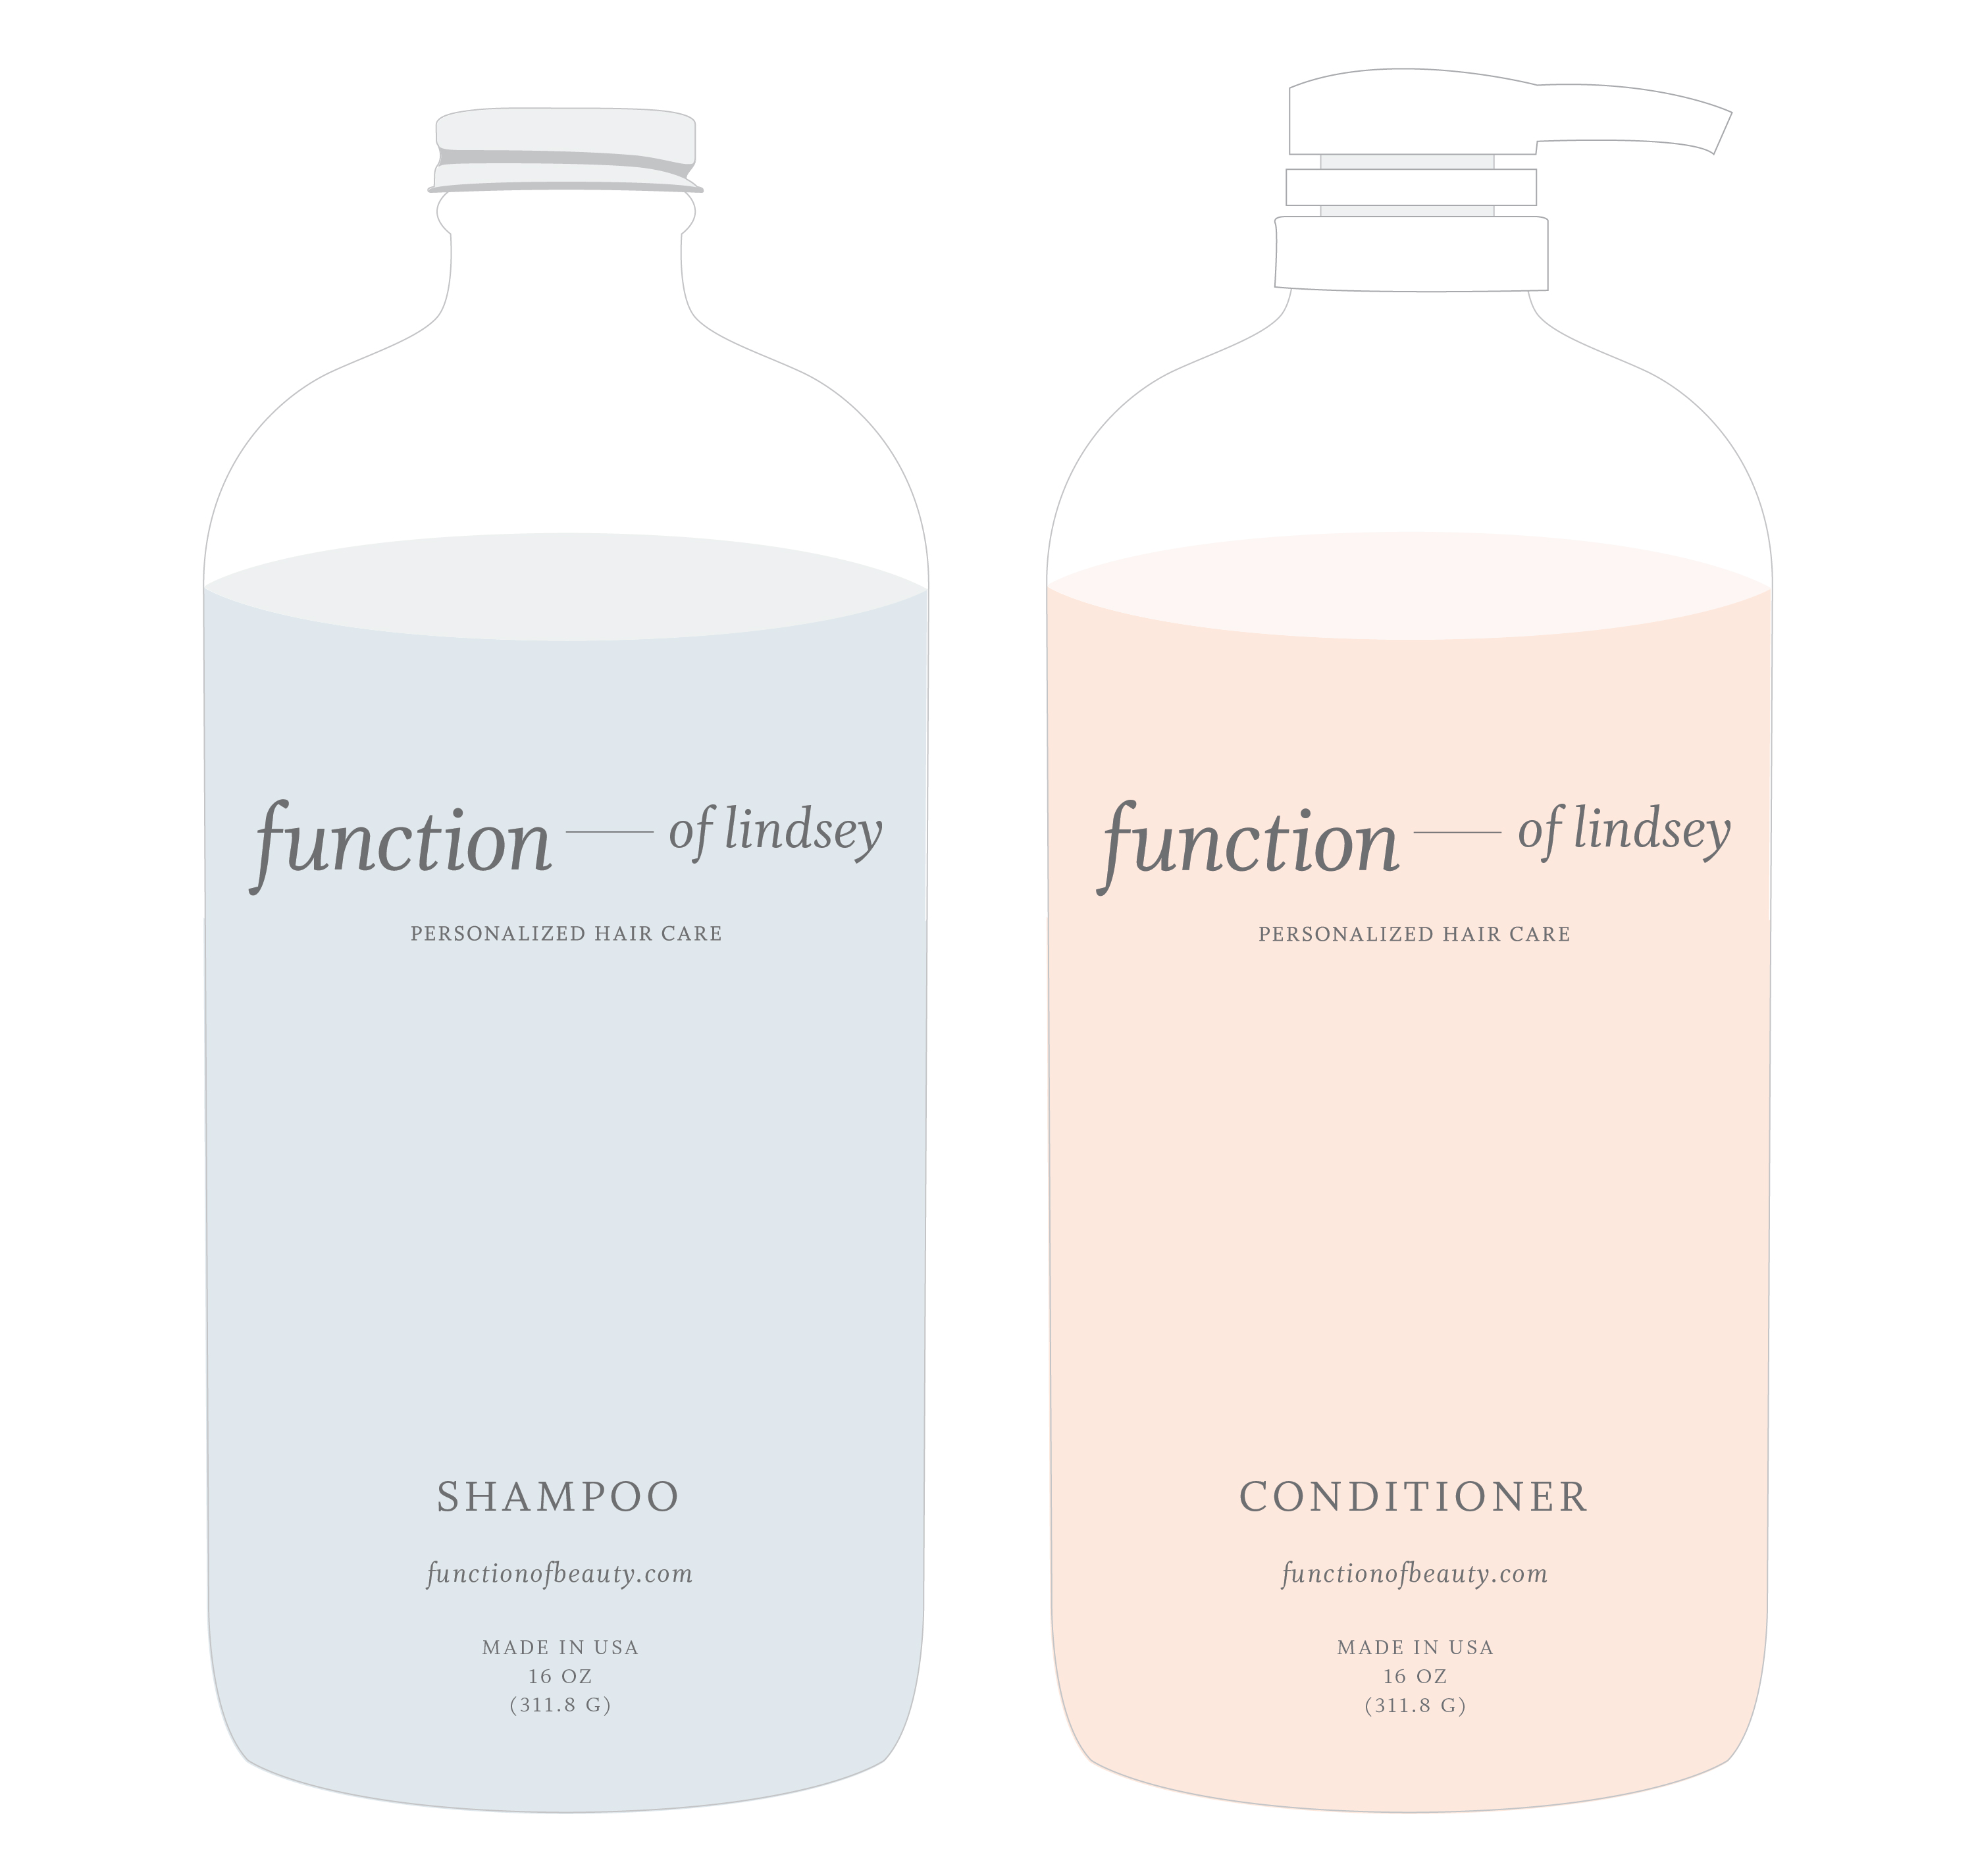 function — of lindsey
PERSONALIZED HAIR CARE
SHAMPOO
functionofbeauty.com
MADE IN USA
16 OZ
(311.8 G)
function — of lindsey
PERSONALIZED HAIR CARE
CONDITIONER
functionofbeauty.com
MADE IN USA
16 OZ
(311.8 G)